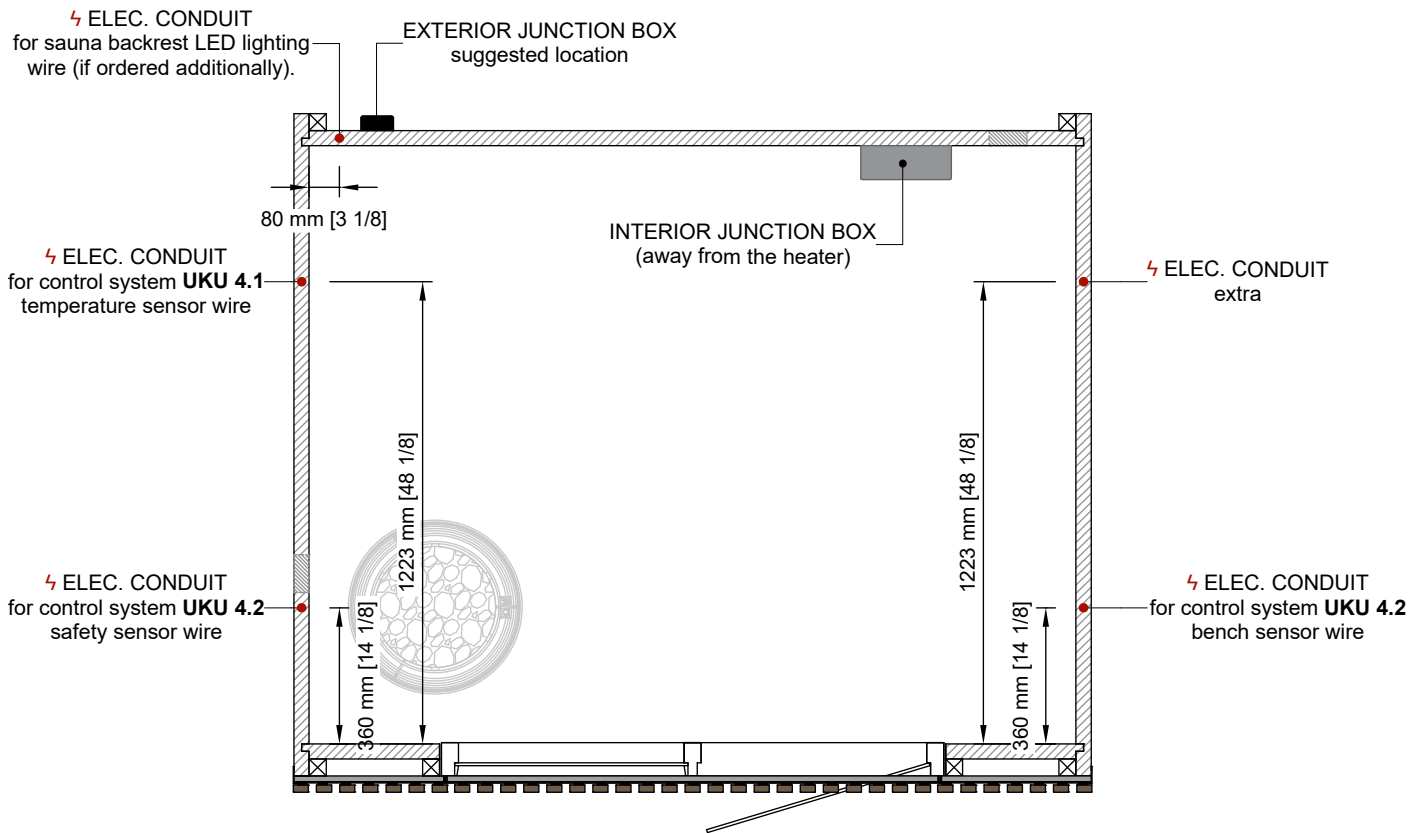 ϟ ELEC. CONDUIT
for sauna backrest LED lighting
wire (if ordered additionally).
EXTERIOR JUNCTION BOX
suggested location
80 mm [3 1/8]
INTERIOR JUNCTION BOX
(away from the heater)
ϟ ELEC. CONDUIT
for control system UKU 4.1
temperature sensor wire
ϟ ELEC. CONDUIT
extra
1223 mm [48 1/8]
1223 mm [48 1/8]
ϟ ELEC. CONDUIT
for control system UKU 4.2
safety sensor wire
360 mm [14 1/8]
360 mm [14 1/8]
ϟ ELEC. CONDUIT
for control system UKU 4.2
bench sensor wire